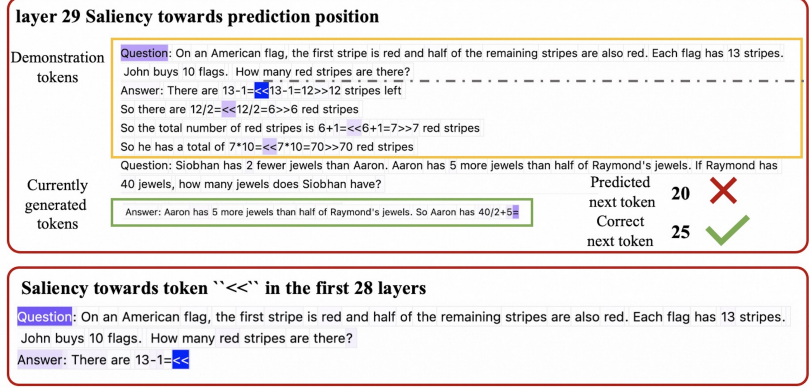 layer 29 Saliency towards prediction position
Demonstration
tokens
Question: On an American flag, the first stripe is red and half of the remaining stripes are also red. Each flag has 13 stripes.
John buys 10 flags. How many red stripes are there?
Answer: There are 13-1=<<13-1=12>>12 stripes left
So there are 12/2=<<12/2=6>>6 red stripes
So the total number of red stripes is 6+1=<<6+1=7>>7 red stripes
So he has a total of 7*10=<<7*10=70>>70 red stripes
Question: Siobhan has 2 fewer jewels than Aaron. Aaron has 5 more jewels than half of Raymond's jewels. If Raymond has
40 jewels, how many jewels does Siobhan have?
Currently
generated
tokens
Answer: Aaron has 5 more jewels than half of Raymond's jewels. So Aaron has 40/2+5=
Predicted
next token
20
Correct
next token
25
Saliency towards token ``<<`` in the first 28 layers
Question: On an American flag, the first stripe is red and half of the remaining stripes are also red. Each flag has 13 stripes.
John buys 10 flags. How many red stripes are there?
Answer: There are 13-1=<<